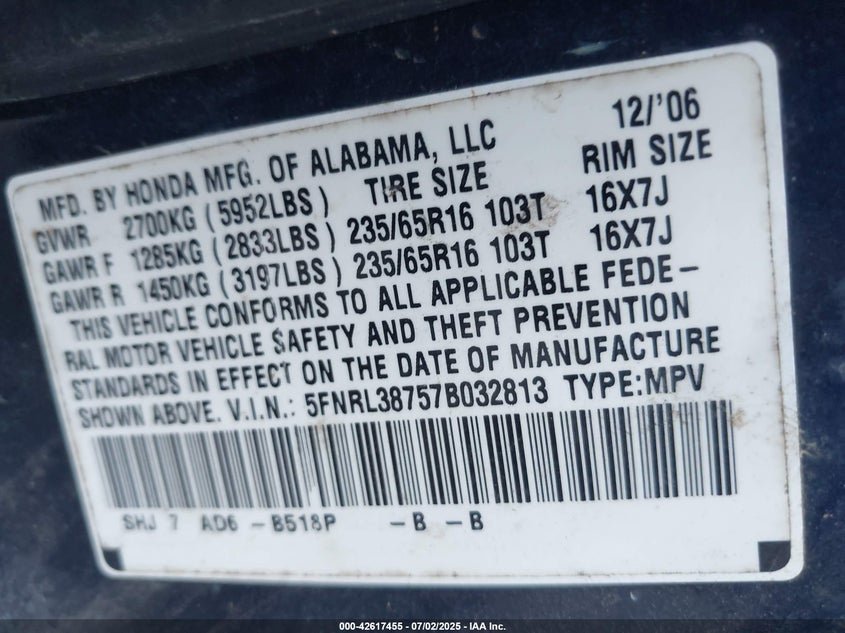 12/'06
MFD. BY HONDA MFG. OF ALABAMA, LLC
GVWR 2700KG (5952LBS) TIRE SIZE RIM SIZE
GAWR F 1285KG (2833LBS) 235/65R16 103T 16X7J
GAWR R 1450KG (3197LBS) 235/65R16 103T 16X7J
THIS VEHICLE CONFORMS TO ALL APPLICABLE FEDE-
RAL MOTOR VEHICLE SAFETY AND THEFT PREVENTION
STANDARDS IN EFFECT ON THE DATE OF MANUFACTURE
SHOWN ABOVE. V.I.N.: 5FNRL38757B032813 TYPE:MPV
SHJ 7 AD6 -B518P -B -B
000-42617455 - 07/02/2025 - IAA Inc.